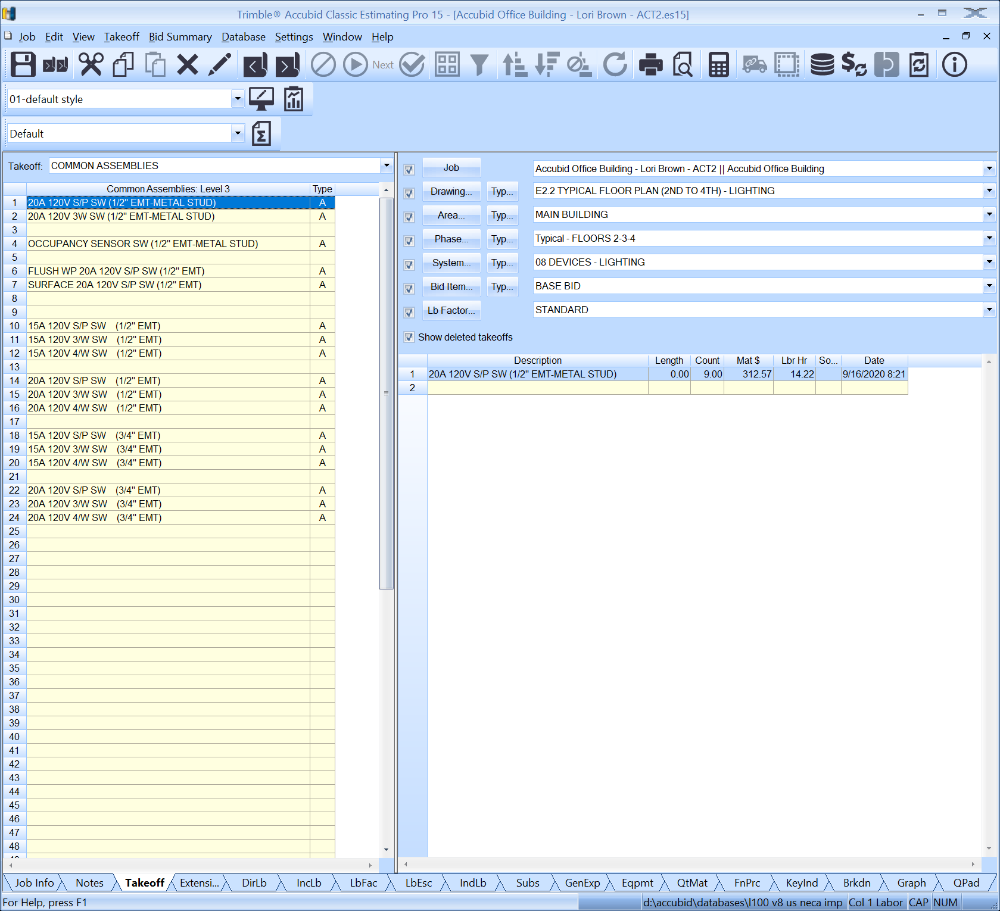 Trimble® Accubid Classic Estimating Pro 15 - [Accubid Office Building - Lori Brown - ACT2.es15]
Job Edit View Takeoff Bid Summary Database Settings Window Help
Next
01-default style
Default
Takeoff: COMMON ASSEMBLIES
Common Assemblies: Level 3 Type
1 20A 120V S/P SW (1/2" EMT-METAL STUD) A
2 20A 120V 3W SW (1/2" EMT-METAL STUD) A
3
4 OCCUPANCY SENSOR SW (1/2" EMT-METAL STUD) A
5
6 FLUSH WP 20A 120V S/P SW (1/2" EMT) A
7 SURFACE 20A 120V S/P SW (1/2" EMT) A
8
9
10 15A 120V S/P SW (1/2" EMT) A
11 15A 120V 3/W SW (1/2" EMT) A
12 15A 120V 4/W SW (1/2" EMT) A
13
14 20A 120V S/P SW (1/2" EMT) A
15 20A 120V 3/W SW (1/2" EMT) A
16 20A 120V 4/W SW (1/2" EMT) A
17
18 15A 120V S/P SW (3/4" EMT) A
19 15A 120V 3/W SW (3/4" EMT) A
20 15A 120V 4/W SW (3/4" EMT) A
21
22 20A 120V S/P SW (3/4" EMT) A
23 20A 120V 3/W SW (3/4" EMT) A
24 20A 120V 4/W SW (3/4" EMT) A
25
26
27
28
29
30
31
32
33
34
35
36
37
38
39
40
41
42
43
44
45
46
47
48
Job Accubid Office Building - Lori Brown - ACT2 || Accubid Office Building
Drawing... Typ... E2.2 TYPICAL FLOOR PLAN (2ND TO 4TH) - LIGHTING
Area... Typ... MAIN BUILDING
Phase... Typ... Typical - FLOORS 2-3-4
System... Typ... 08 DEVICES - LIGHTING
Bid Item... Typ... BASE BID
Lb Factor... STANDARD
Show deleted takeoffs
Description Length Count Mat $ Lbr Hr So... Date
1 20A 120V S/P SW (1/2" EMT-METAL STUD) 0.00 9.00 312.57 14.22 9/16/2020 8:21
2
Job Info Notes Takeoff Extensi... DirLb IncLb LbFac LbEsc IndLb Subs GenExp Eqpmt QtMat FnPrc KeyInd Brkdn Graph QPad
For Help, press F1 d:\accubid\databases\l100 v8 us neca imp Col 1 Labor CAP NUM